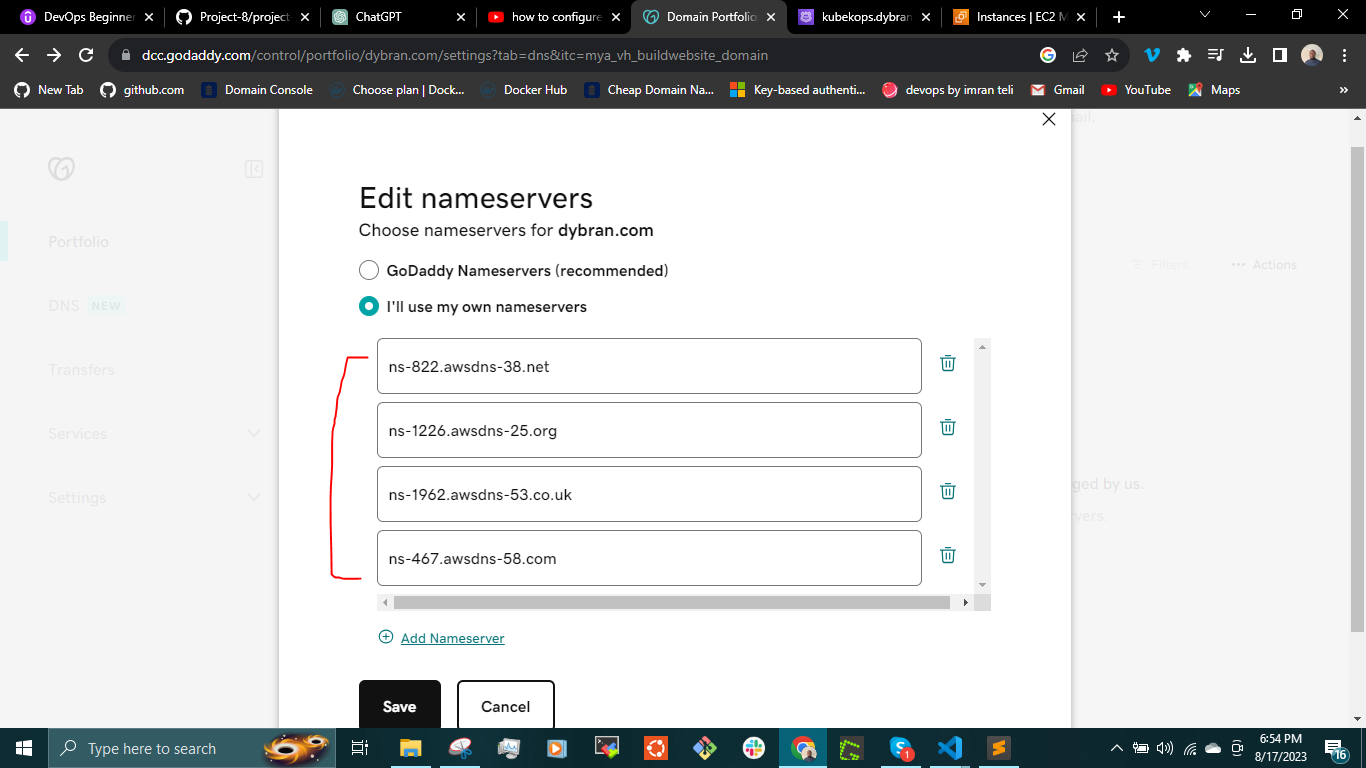 DevOps Beginner
Project-8/project-
ChatGPT
how to configure
Domain Portfolio
kubekops.dybran
Instances | EC2 M
dcc.godaddy.com/control/portfolio/dybran.com/settings?tab=dns&itc=mya_vh_buildwebsite_domain
New Tab
github.com
Domain Console
Choose plan | Dock...
Docker Hub
Cheap Domain Na...
Key-based authenti...
devops by imran teli
Gmail
YouTube
Maps
»
ail.
Edit nameservers
Choose nameservers for dybran.com
Portfolio
GoDaddy Nameservers (recommended)
Filters
Actions
DNS NEW
I'll use my own nameservers
Transfers
ns-822.awsdns-38.net
Services
ns-1226.awsdns-25.org
Settings
ns-1962.awsdns-53.co.uk
ged by us.
vers.
ns-467.awsdns-58.com
Add Nameserver
Save
Cancel
Type here to search
1
6:54 PM
8/17/2023
16